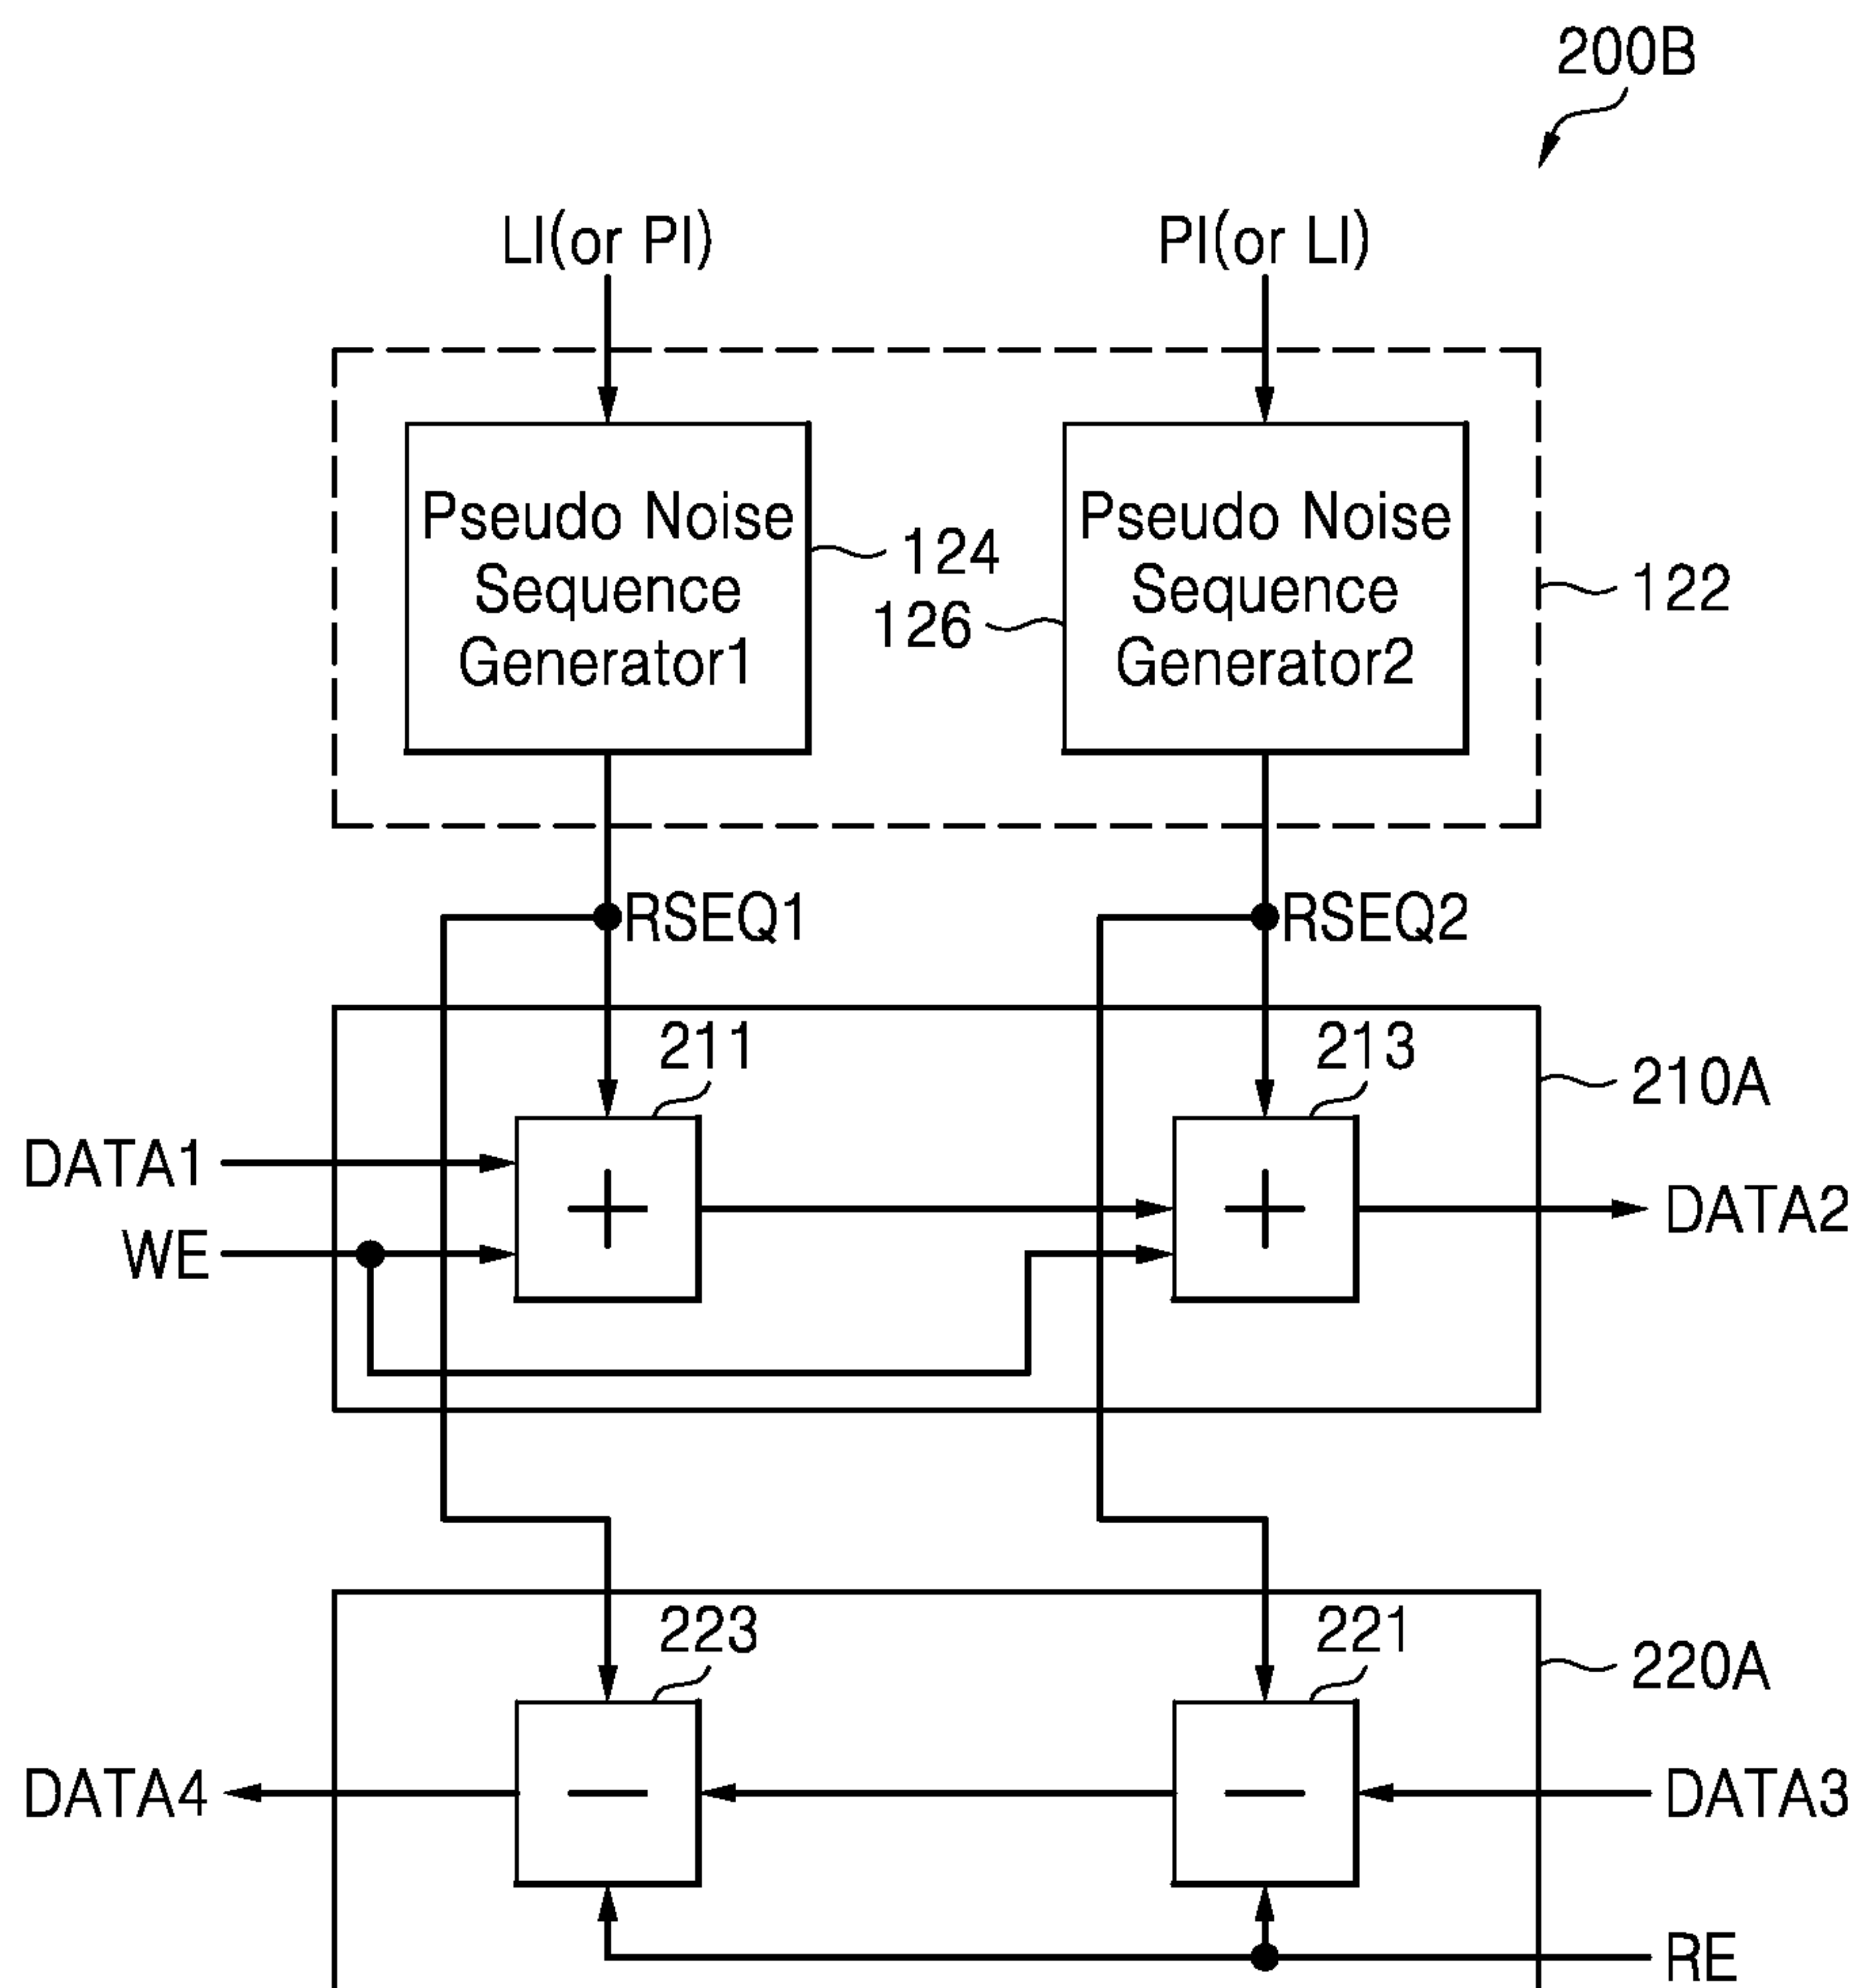 200B
LI(or PI)
PI(or LI)
Pseudo Noise
Sequence
Generator1
124
126
Pseudo Noise
Sequence
Generator2
122
RSEQ1
RSEQ2
211
213
210A
DATA1
WE
DATA2
223
221
220A
DATA4
DATA3
RE